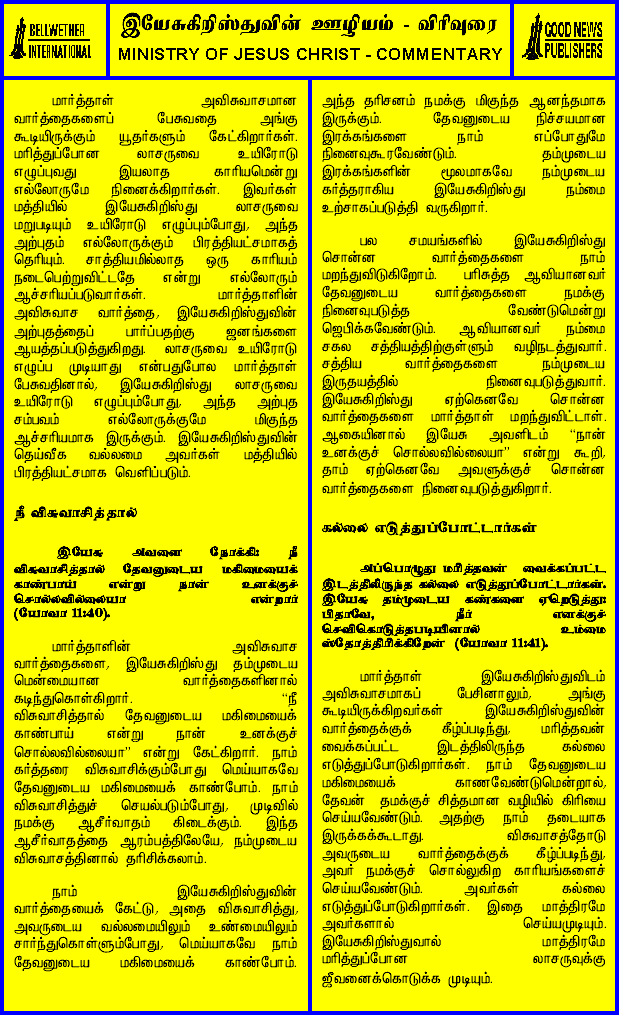 BELLWETHER
INTERNATIONAL
இயேசுகிறிஸ்துவின் ஊழியம் - விரிவுரை
MINISTRY OF JESUS CHRIST - COMMENTARY
GOOD NEWS
PUBLISHERS
மார்த்தாள் அவிசுவாசமான
வார்த்தைகளைப் பேசுவதை அங்கு
கூடியிருக்கும் யூதர்களும் கேட்கிறார்கள்.
மரித்துப்போன லாசருவை உயிரோடு
எழுப்புவது இயலாத காரியமென்று
எல்லோருமே நினைக்கிறார்கள். இவர்கள்
மத்தியில் இயேசுகிறிஸ்து லாசருவை
மறுபடியும் உயிரோடு எழுப்பும்போது, அந்த
அற்புதம் எல்லோருக்கும் பிரத்தியட்சமாகத்
தெரியும். சாத்தியமில்லாத ஒரு காரியம்
நடைபெற்றுவிட்டதே என்று எல்லோரும்
ஆச்சரியப்படுவார்கள். மார்த்தாளின்
அவிசுவாச வார்த்தை, இயேசுகிறிஸ்துவின்
அற்புதத்தைப் பார்ப்பதற்கு ஜனங்களை
ஆயத்தப்படுத்துகிறது. லாசருவை உயிரோடு
எழுப்ப முடியாது என்பதுபோல மார்த்தாள்
பேசுவதினால், இயேசுகிறிஸ்து லாசருவை
உயிரோடு எழுப்பும்போது, அந்த அற்புத
சம்பவம் எல்லோருக்குமே மிகுந்த
ஆச்சரியமாக இருக்கும். இயேசுகிறிஸ்துவின்
தெய்வீக வல்லமை அவர்கள் மத்தியில்
பிரத்தியட்சமாக வெளிப்படும்.
நீ விசுவாசித்தால்
இயேசு அவளை நோக்கி: நீ
விசுவாசித்தால் தேவனுடைய மகிமையைக்
காண்பாய் என்று நான் உனக்குச்
சொல்லவில்லையா என்றார்
(யோவா 11:40).
மார்த்தாளின் அவிசுவாச
வார்த்தைகளை, இயேசுகிறிஸ்து தம்முடைய
மென்மையான வார்த்தைகளினால்
கடிந்துகொள்கிறார். “நீ
விசுவாசித்தால் தேவனுடைய மகிமையைக்
காண்பாய் என்று நான் உனக்குச்
சொல்லவில்லையா” என்று கேட்கிறார். நாம்
கர்த்தரை விசுவாசிக்கும்போது மெய்யாகவே
தேவனுடைய மகிமையைக் காண்போம். நாம்
விசுவாசித்துச் செயல்படும்போது, முடிவில்
நமக்கு ஆசீர்வாதம் கிடைக்கும். இந்த
ஆசீர்வாதத்தை ஆரம்பத்திலேயே, நம்முடைய
விசுவாசத்தினால் தரிசிக்கலாம்.
நாம் இயேசுகிறிஸ்துவின்
வார்த்தையைக் கேட்டு, அதை விசுவாசித்து,
அவருடைய வல்லமையிலும் உண்மையிலும்
சார்ந்துகொள்ளும்போது, மெய்யாகவே நாம்
தேவனுடைய மகிமையைக் காண்போம்.
அந்த தரிசனம் நமக்கு மிகுந்த ஆனந்தமாக
இருக்கும். தேவனுடைய நிச்சயமான
இரக்கங்களை நாம் எப்போதுமே
நினைவுகூரவேண்டும். தம்முடைய
இரக்கங்களின் மூலமாகவே நம்முடைய
கர்த்தராகிய இயேசுகிறிஸ்து நம்மை
உற்சாகப்படுத்தி வருகிறார்.
பல சமயங்களில் இயேசுகிறிஸ்து
சொன்ன வார்த்தைகளை நாம்
மறந்துவிடுகிறோம். பரிசுத்த ஆவியானவர்
தேவனுடைய வார்த்தைகளை நமக்கு
நினைவுபடுத்த வேண்டுமென்று
ஜெபிக்கவேண்டும். ஆவியானவர் நம்மை
சகல சத்தியத்திற்குள்ளும் வழிநடத்துவார்.
சத்திய வார்த்தைகளை நம்முடைய
இருதயத்தில் நினைவுபடுத்துவார்.
இயேசுகிறிஸ்து ஏற்கெனவே சொன்ன
வார்த்தைகளை மார்த்தாள் மறந்துவிட்டாள்.
ஆகையினால் இயேசு அவளிடம் “நான்
உனக்குச் சொல்லவில்லையா” என்று கூறி,
தாம் ஏற்கெனவே அவளுக்குச் சொன்ன
வார்த்தைகளை நினைவுபடுத்துகிறார்.
கல்லை எடுத்துப்போட்டார்கள்
அப்பொழுது மரித்தவன் வைக்கப்பட்ட
இடத்திலிருந்த கல்லை எடுத்துப்போட்டார்கள்.
இயேசு தம்முடைய கண்களை ஏறெடுத்து:
பிதாவே, நீர் எனக்குச்
செவிகொடுத்தபடியினால் உம்மை
ஸ்தோத்திரிக்கிறேன் (யோவா 11:41).
மார்த்தாள் இயேசுகிறிஸ்துவிடம்
அவிசுவாசமாகப் பேசினாலும், அங்கு
கூடியிருக்கிறவர்கள் இயேசுகிறிஸ்துவின்
வார்த்தைக்குக் கீழ்ப்படிந்து, மரித்தவன்
வைக்கப்பட்ட இடத்திலிருந்த கல்லை
எடுத்துப்போடுகிறார்கள். நாம் தேவனுடைய
மகிமையைக் காணவேண்டுமென்றால்,
தேவன் தமக்குச் சித்தமான வழியில் கிரியை
செய்யவேண்டும். அதற்கு நாம் தடையாக
இருக்கக்கூடாது. விசுவாசத்தோடு
அவருடைய வார்த்தைக்குக் கீழ்ப்படிந்து,
அவர் நமக்குச் சொல்லுகிற காரியங்களைச்
செய்யவேண்டும். அவர்கள் கல்லை
எடுத்துப்போடுகிறார்கள். இதை மாத்திரமே
அவர்களால் செய்யமுடியும்.
இயேசுகிறிஸ்துவால் மாத்திரமே
மரித்துப்போன லாசருவுக்கு
ஜீவனைக்கொடுக்க முடியும்.